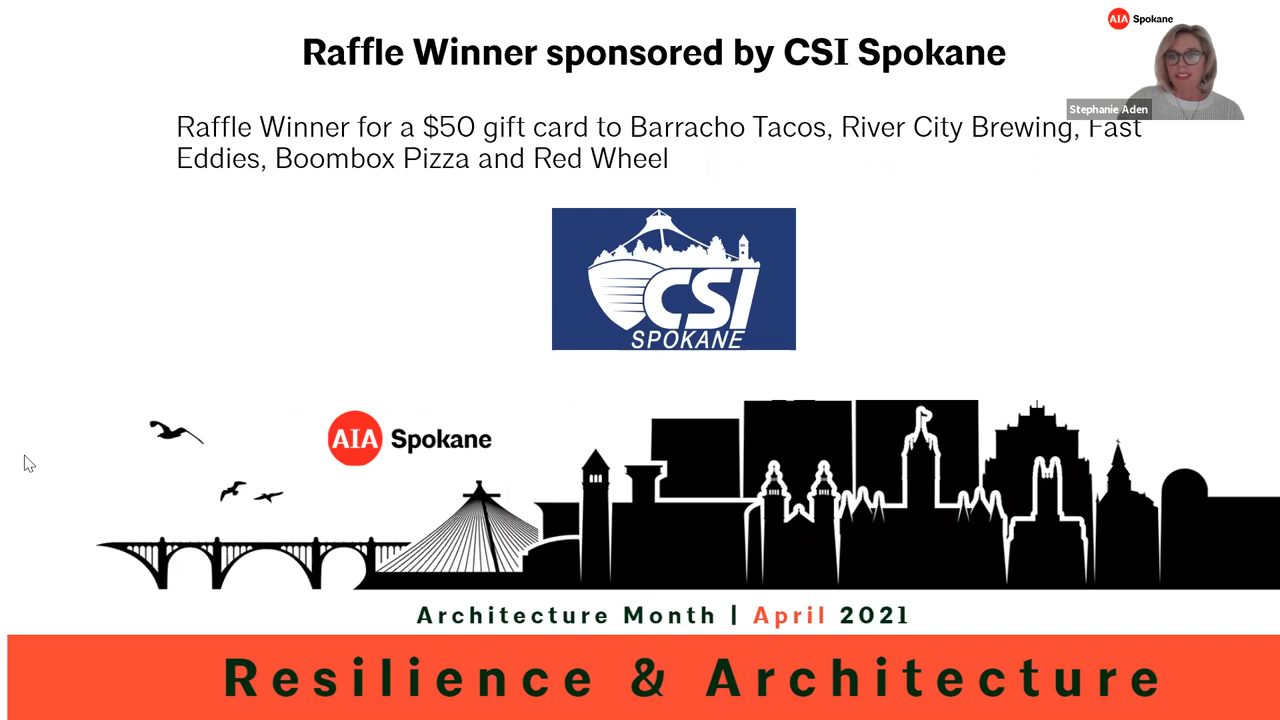 AIA Spokane
Raffle Winner sponsored by CSI Spokane
Stephanie Aden
Raffle Winner for a $50 gift card to Barracho Tacos, River City Brewing, Fast
Eddies, Boombox Pizza and Red Wheel
CSI
SPOKANE
AIA Spokane
Architecture Month | April 2021
Resilience & Architecture